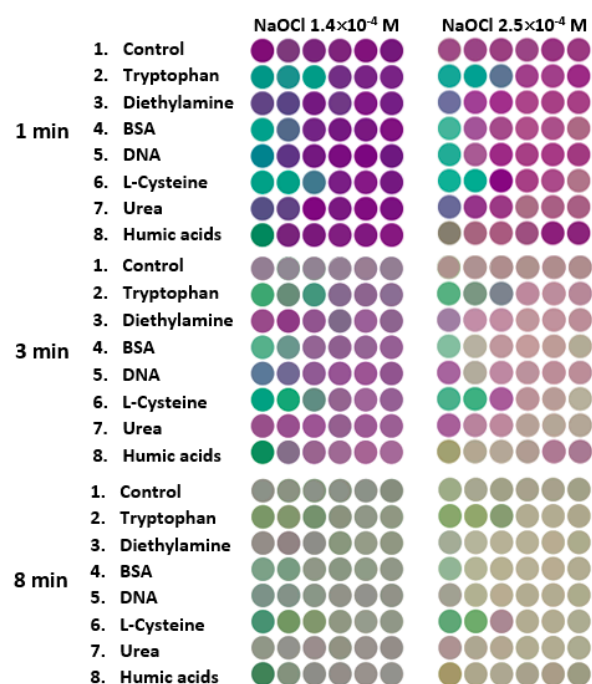 NaOCl 1.4×10⁻⁴ M NaOCl 2.5×10⁻⁴ M
1 min
1. Control
2. Tryptophan
3. Diethylamine
4. BSA
5. DNA
6. L-Cysteine
7. Urea
8. Humic acids
3 min
1. Control
2. Tryptophan
3. Diethylamine
4. BSA
5. DNA
6. L-Cysteine
7. Urea
8. Humic acids
8 min
1. Control
2. Tryptophan
3. Diethylamine
4. BSA
5. DNA
6. L-Cysteine
7. Urea
8. Humic acids